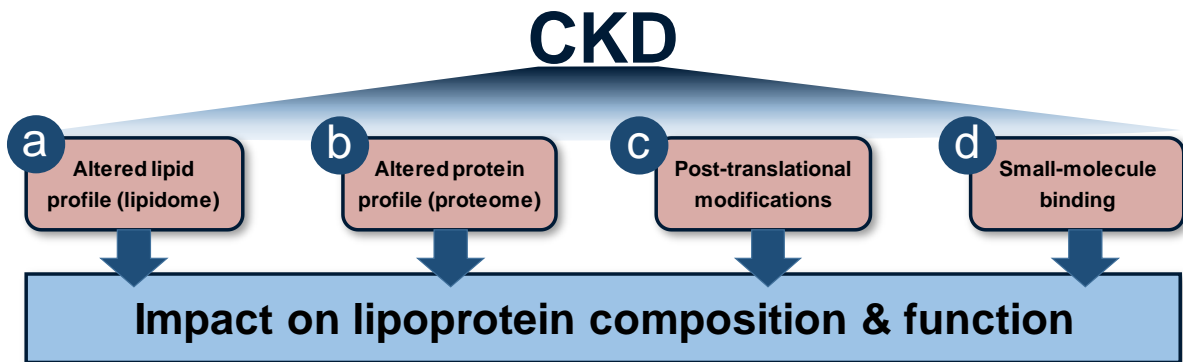 CKD
a
Altered lipid
profile (lipidome)
b
Altered protein
profile (proteome)
c
Post-translational
modifications
d
Small-molecule
binding
Impact on lipoprotein composition & function